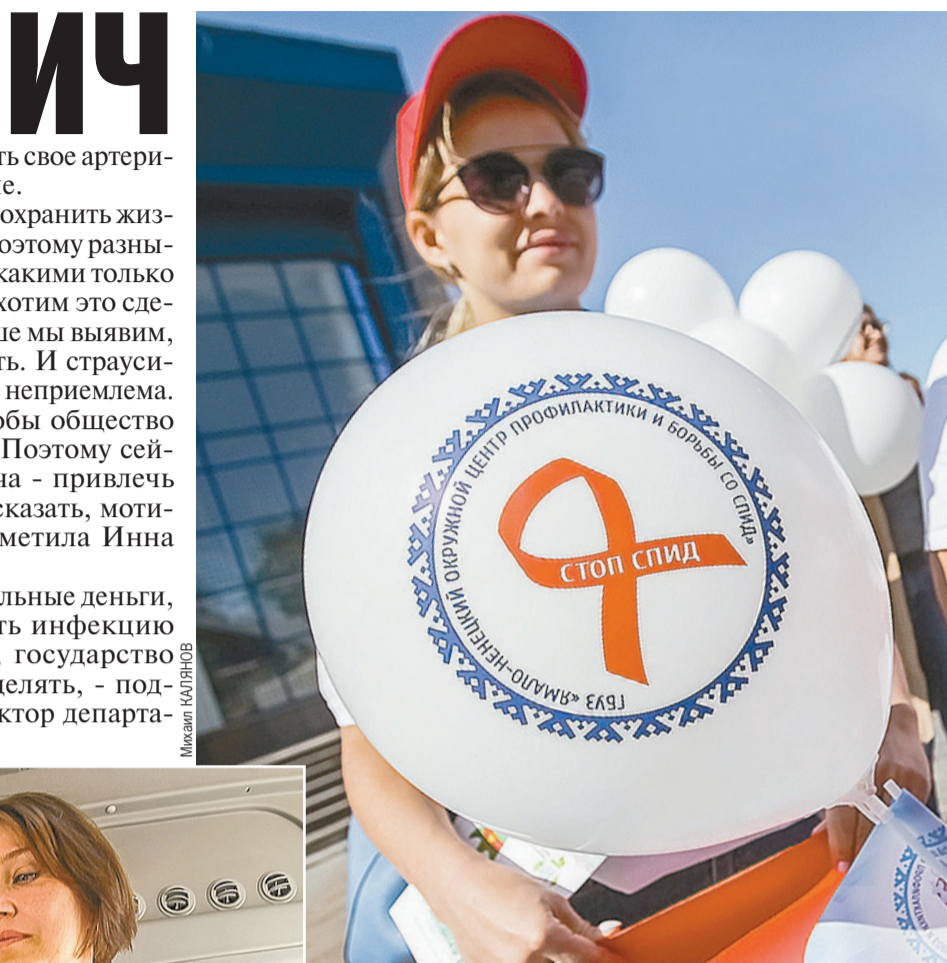 ИЧ
ть свое артери-
е.
охранить жиз-
оэтому разны-
какими только
хотим это сде-
ше мы выявим,
ть. И страуси-
неприемлема.
обы общество
Поэтому сей-
ча - привлечь
сказать, моти-
метила Инна
льные деньги,
ть инфекцию
, государство
делять, - под-
ктор департа-
Михаил КАЛЯНОВ
ГБУЗ «ЯМАЛО-НЕНЕЦКИЙ ОКРУЖНОЙ ЦЕНТР ПРОФИЛАКТИКИ И БОРЬБЫ СО СПИД»
СТОП СПИД